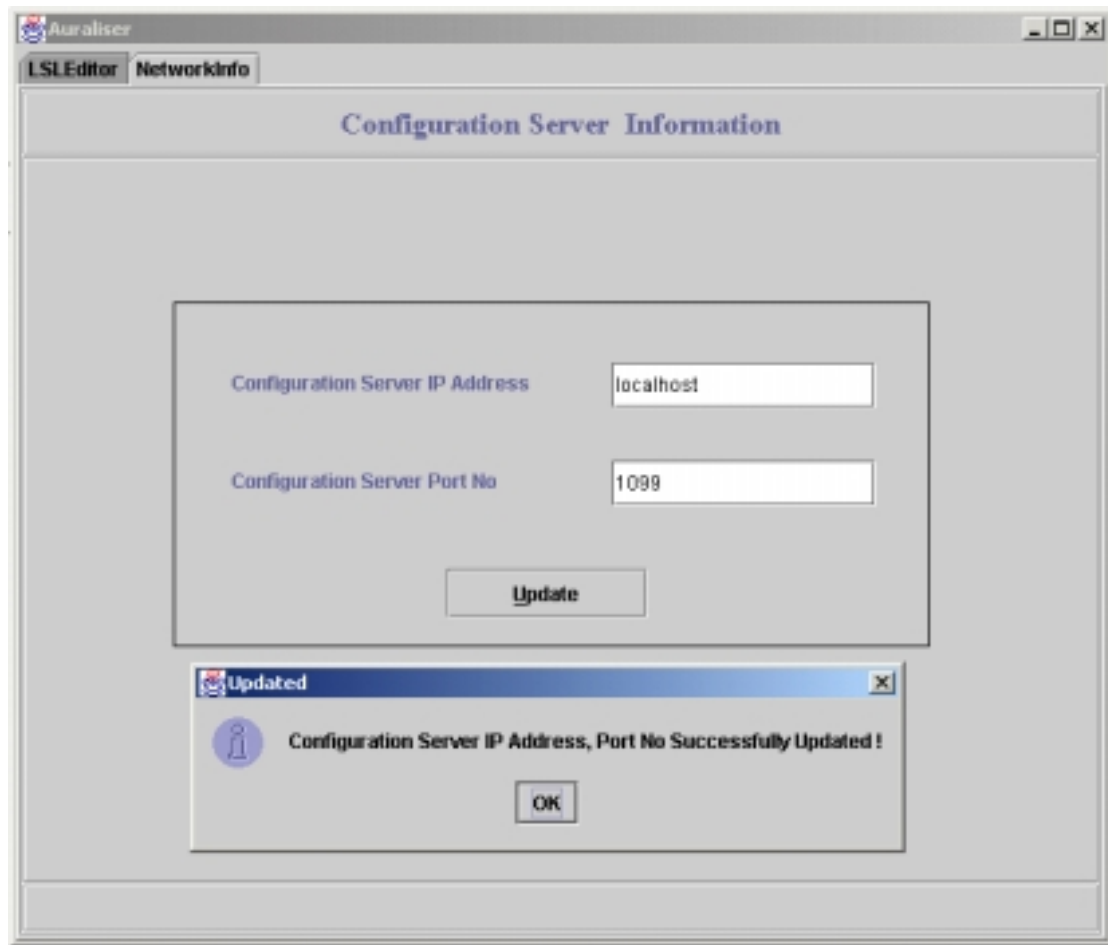 Auraliser
LSLEditor NetworkInfo
Configuration Server Information
Configuration Server IP Address localhost
Configuration Server Port No 1099
Update
Updated
Configuration Server IP Address, Port No Successfully Updated !
OK